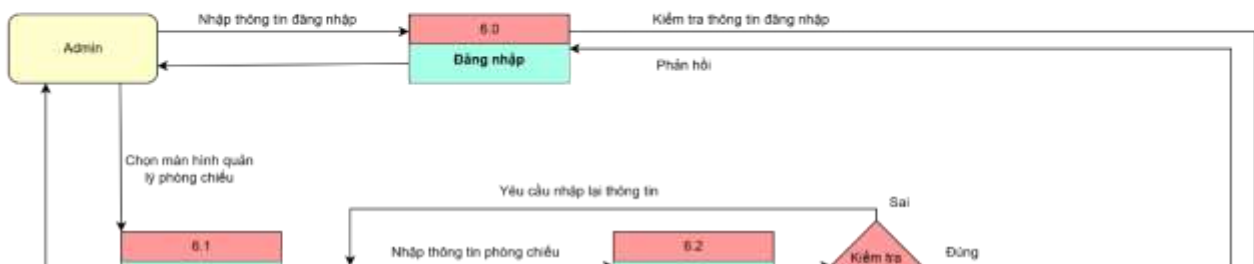 Nhập thông tin đăng nhập
6.0
Kiểm tra thông tin đăng nhập
Admin
Đăng nhập
Phản hồi
Chọn màn hình quản
lý phòng chiếu
Yêu cầu nhập lại thông tin
Sai
6.1
Nhập thông tin phòng chiếu
6.2
Kiểm tra
Đúng